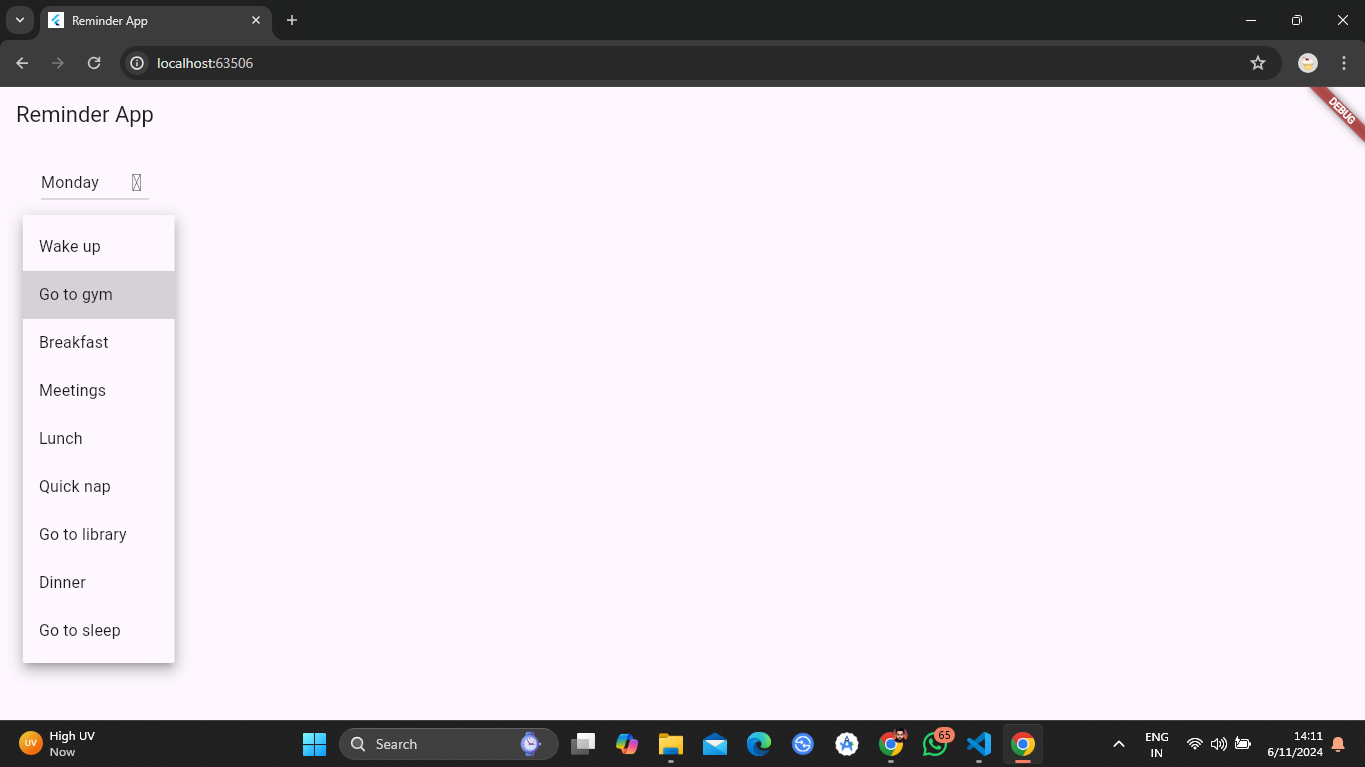 Reminder App
localhost:63506
Reminder App
DEBUG
Monday
Wake up
Go to gym
Breakfast
Meetings
Lunch
Quick nap
Go to library
Dinner
Go to sleep
UV
High UV
Now
Search
65
ENG
IN
14:11
6/11/2024